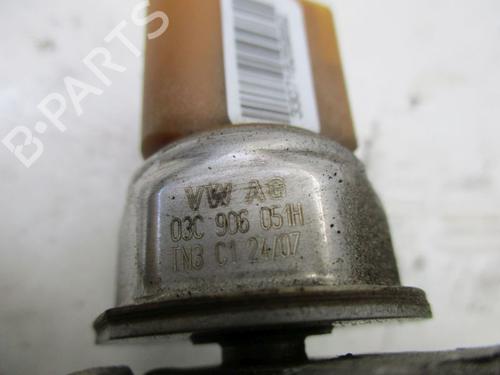 B-PARTS
VW AG
03C 906 051H
TN3 C1 24/07